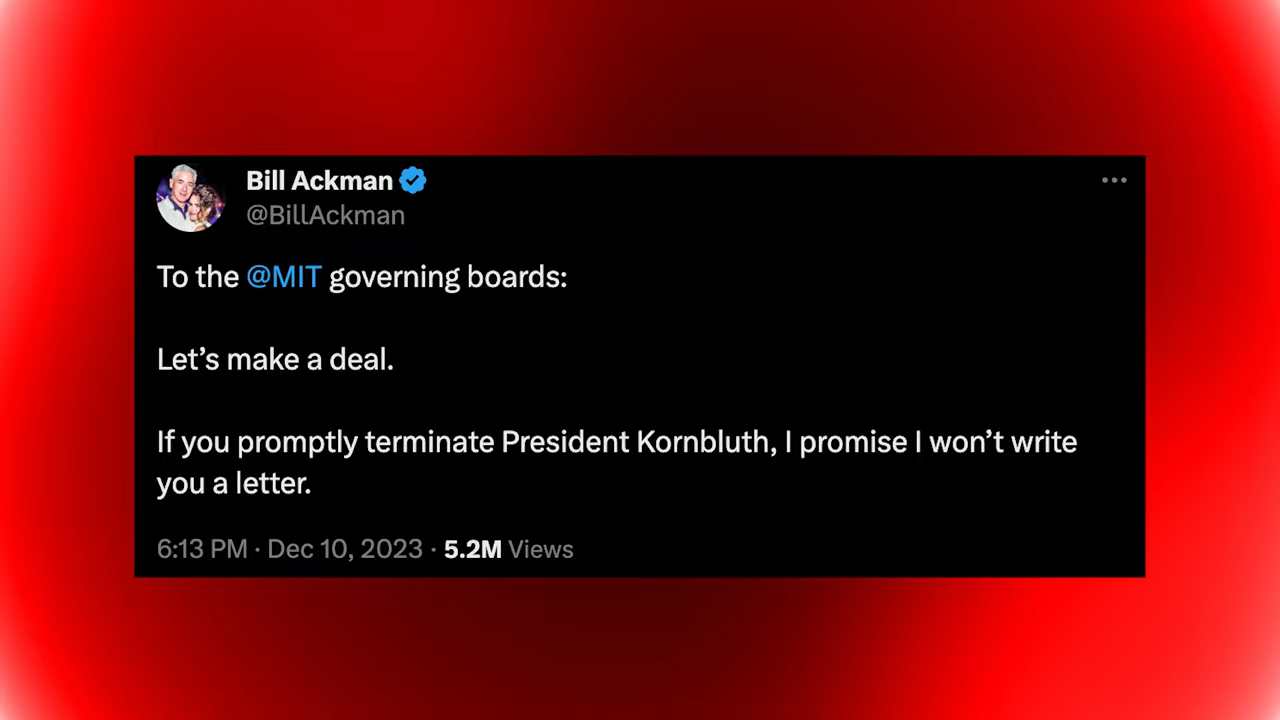 Bill Ackman
@BillAckman
To the @MIT governing boards:
Let’s make a deal.
If you promptly terminate President Kornbluth, I promise I won’t write
you a letter.
6:13 PM · Dec 10, 2023 · 5.2M Views